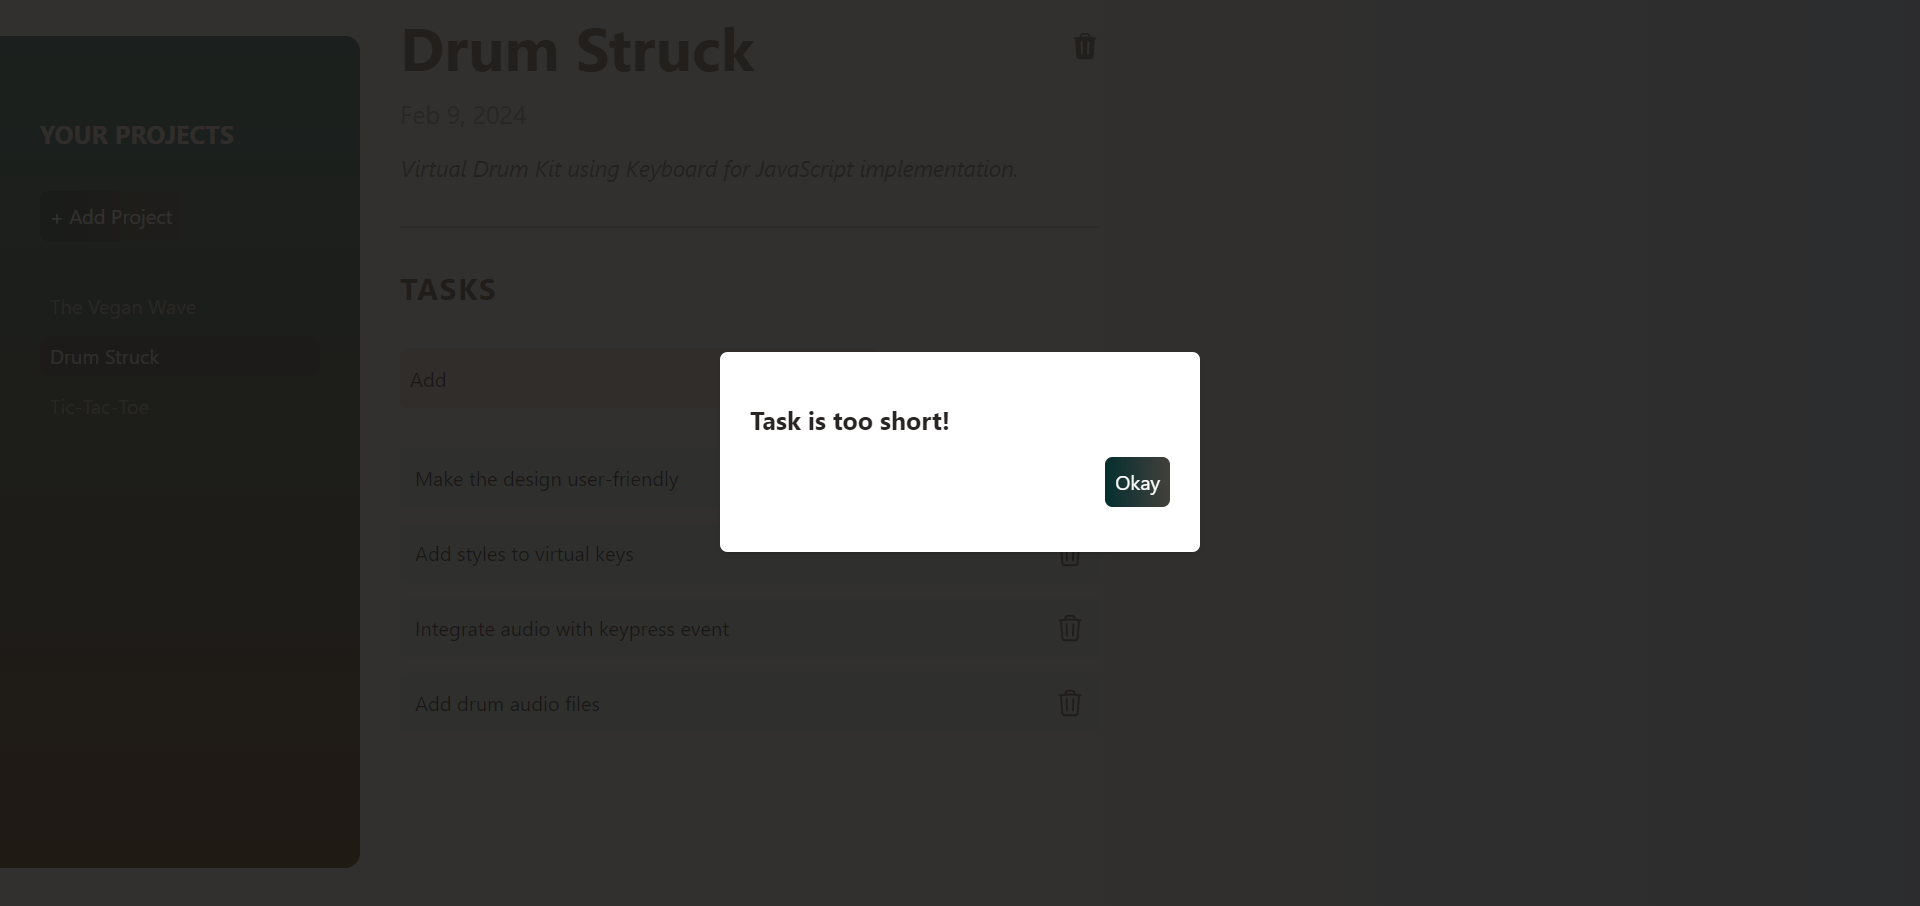 YOUR PROJECTS
+ Add Project
The Vegan Wave
Drum Struck
Tic-Tac-Toe
Drum Struck
Feb 9, 2024
Virtual Drum Kit using Keyboard for JavaScript implementation.
TASKS
Add
Make the design user-friendly
Add styles to virtual keys
Integrate audio with keypress event
Add drum audio files
Task is too short!
Okay